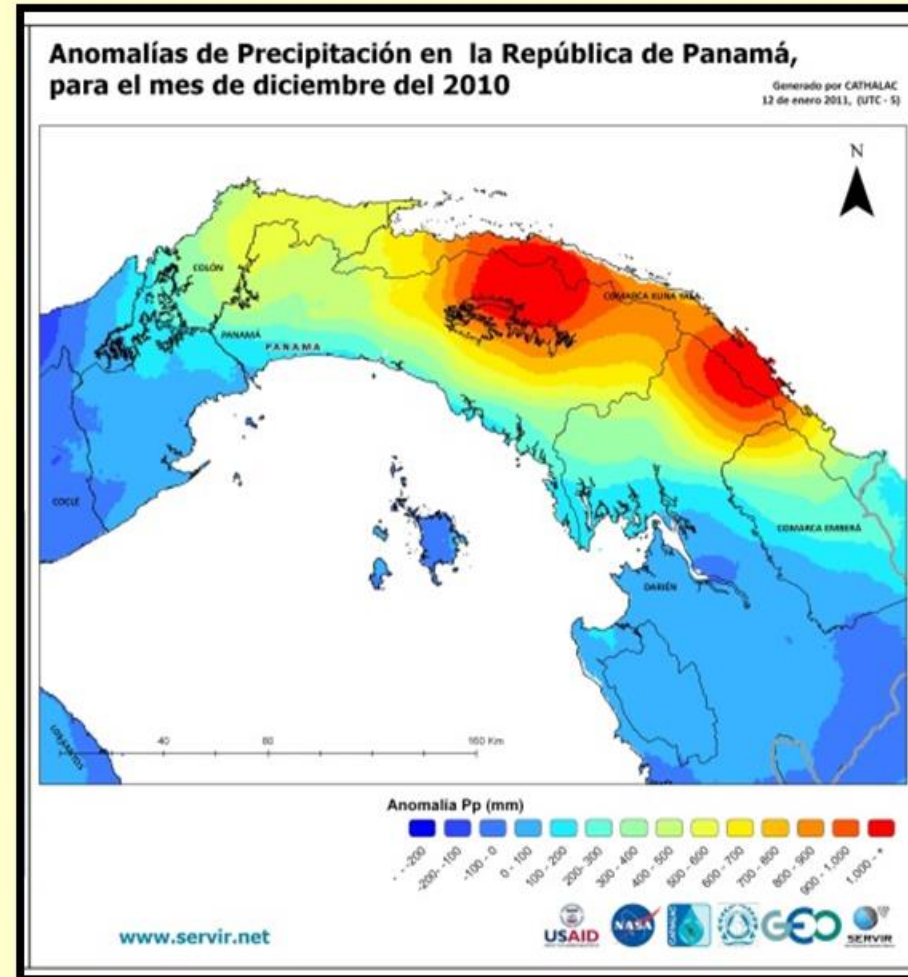 Anomalías de Precipitación en la República de Panamá,
para el mes de diciembre del 2010
Generado por CATHALAC
12 de enero 2011, (UTC - 5)
N
COLÓN
COMARCA KUNA YALA
PANAMÁ
PANAMA
COCLÉ
COMARCA EMBERÁ
DARIÉN
LOS SANTOS
40
80
160 Km
Anomalía Pp (mm)
- - -200
-200- -100
-100 - 0
0 - 100
100 - 200
200- 300
300 - 400
400 - 500
500 - 600
600 - 700
700 - 800
800 - 900
900 - 1,000
1,000 - +
www.servir.net
USAID
NASA
CATHALAC
GEO
SERVIR